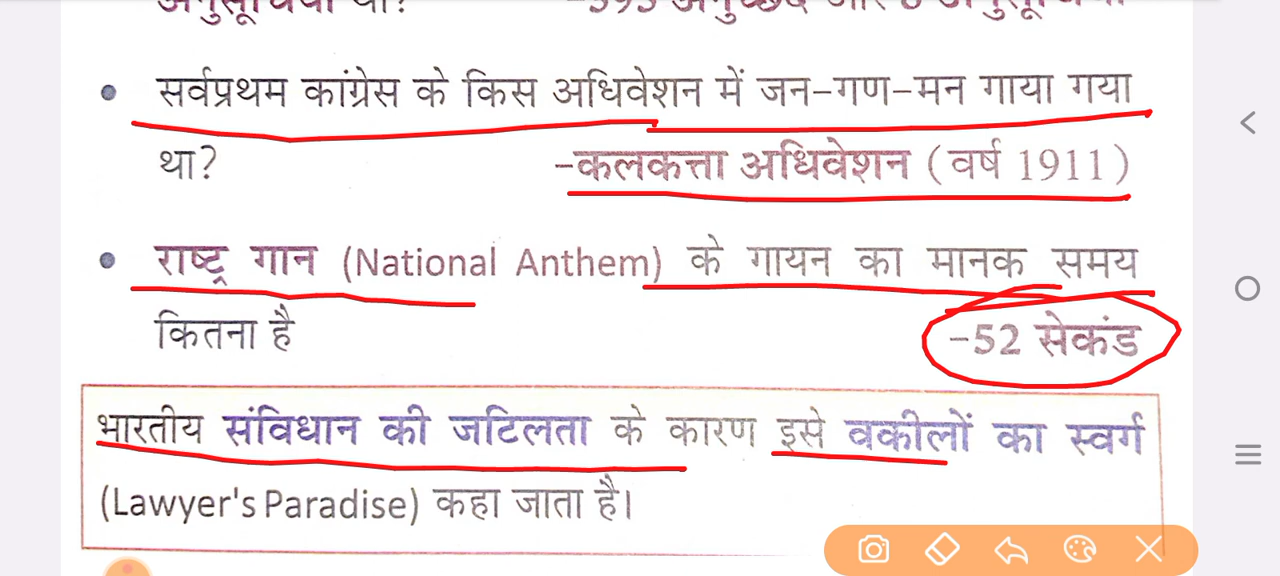 • सर्वप्रथम कांग्रेस के किस अधिवेशन में जन-गण-मन गाया गया
था? -कलकत्ता अधिवेशन (वर्ष 1911)
• राष्ट्र गान (National Anthem) के गायन का मानक समय
कितना है -52 सेकंड
भारतीय संविधान की जटिलता के कारण इसे वकीलों का स्वर्ग
(Lawyer's Paradise) कहा जाता है।